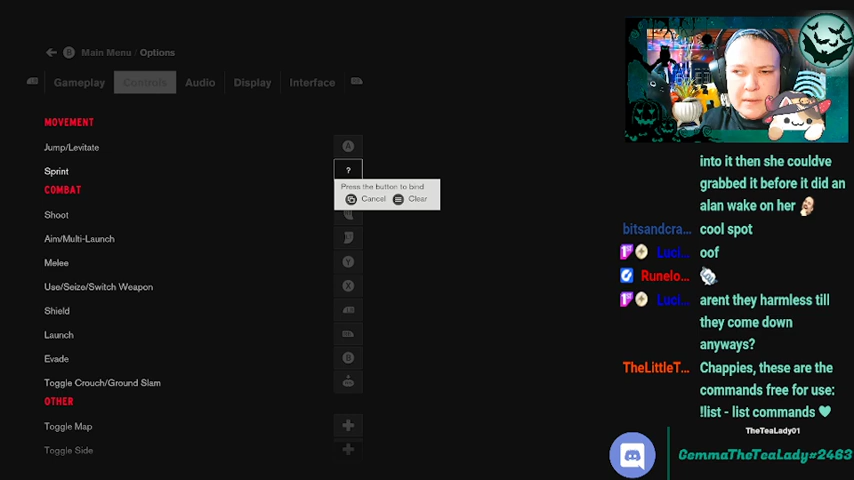 B Main Menu / Options
Gameplay Controls Audio Display Interface
MOVEMENT
Jump/Levitate A
Sprint ?
Press the button to bind
Cancel Clear
COMBAT
Shoot
Aim/Multi-Launch
Melee Y
Use/Seize/Switch Weapon X
Shield
Launch
Evade B
Toggle Crouch/Ground Slam
OTHER
Toggle Map
Toggle Side
into it then she couldve
grabbed it before it did an
alan wake on her
bitsandcra... cool spot
Luci... oof
Runelo...
Luci... arent they harmless till
they come down
anyways?
TheLittleT... Chappies, these are the
commands free for use:
!list - list commands
TheTeaLady01
GemmaTheTeaLady#2463